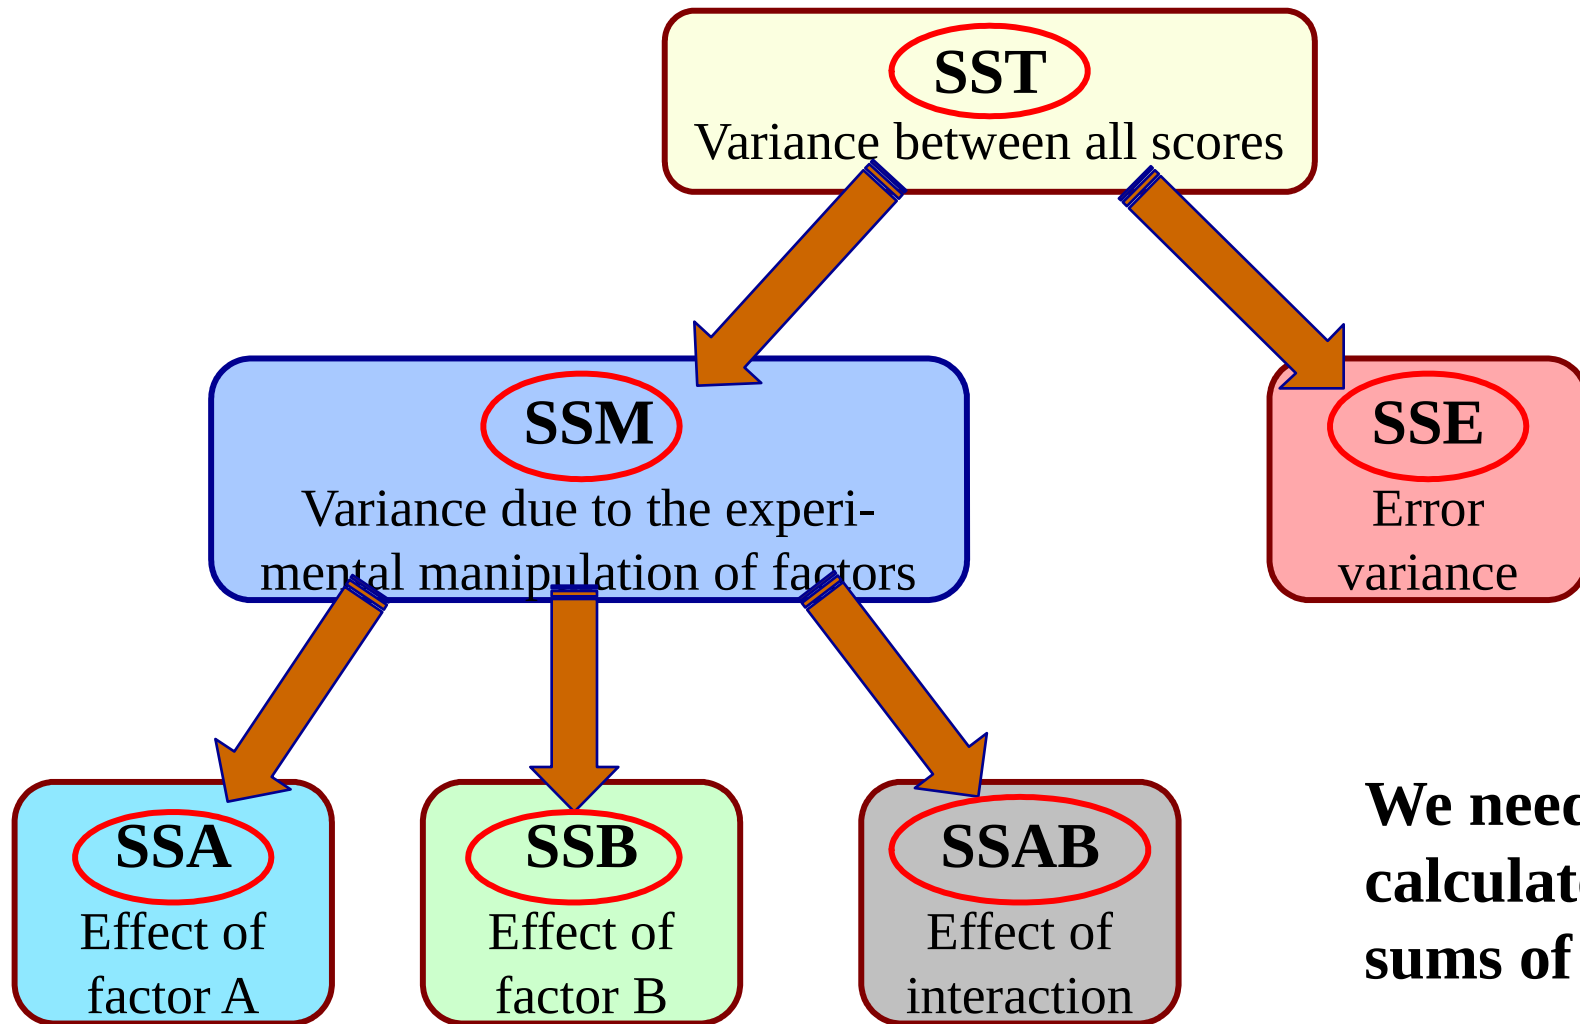 SST
Variance between all scores
SSM
Variance due to the experi-
mental manipulation of factors
SSE
Error
variance
SSA
Effect of
factor A
SSB
Effect of
factor B
SSAB
Effect of
interaction
We
sums of